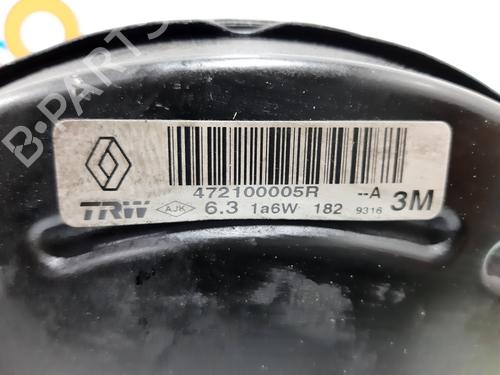 B-PARTS
472100005R --A 3M
TRW AJK 6.3 1a6W 182 9316